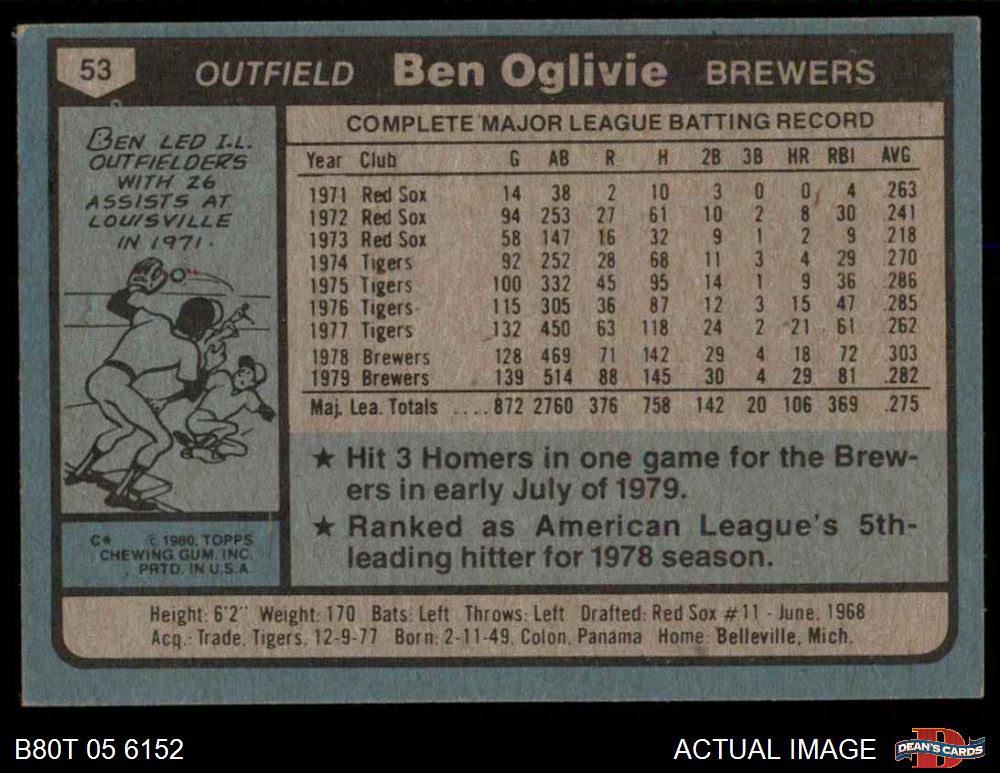 53 OUTFIELD Ben Oglivie BREWERS
BEN LED I.L.
OUTFIELDERS
WITH 26
ASSISTS AT
LOUISVILLE
IN 1971.
COMPLETE MAJOR LEAGUE BATTING RECORD
Year Club G AB R H 2B 3B HR RBI AVG
1971 Red Sox 14 38 2 10 3 0 0 4 .263
1972 Red Sox 94 253 27 61 10 2 8 30 .241
1973 Red Sox 58 147 16 32 9 1 2 9 .218
1974 Tigers 92 252 28 68 11 3 4 29 .270
1975 Tigers 100 332 45 95 14 1 9 36 .286
1976 Tigers 115 305 36 87 12 3 15 47 .285
1977 Tigers 132 450 63 118 24 2 21 61 .262
1978 Brewers 128 469 71 142 29 4 18 72 .303
1979 Brewers 139 514 88 145 30 4 29 81 .282
Maj. Lea. Totals ....872 2760 376 758 142 20 106 369 .275
★ Hit 3 Homers in one game for the Brew-
ers in early July of 1979.
★ Ranked as American League's 5th-
leading hitter for 1978 season.
C* © 1980, TOPPS
CHEWING GUM, INC.
PRTD. IN U.S.A.
Height: 6'2" Weight: 170 Bats: Left Throws: Left Drafted: Red Sox #11 - June, 1968
Acq.: Trade, Tigers, 12-9-77 Born: 2-11-49, Colon, Panama Home: Belleville, Mich.
B80T 05 6152 ACTUAL IMAGE DEAN'S CARDS